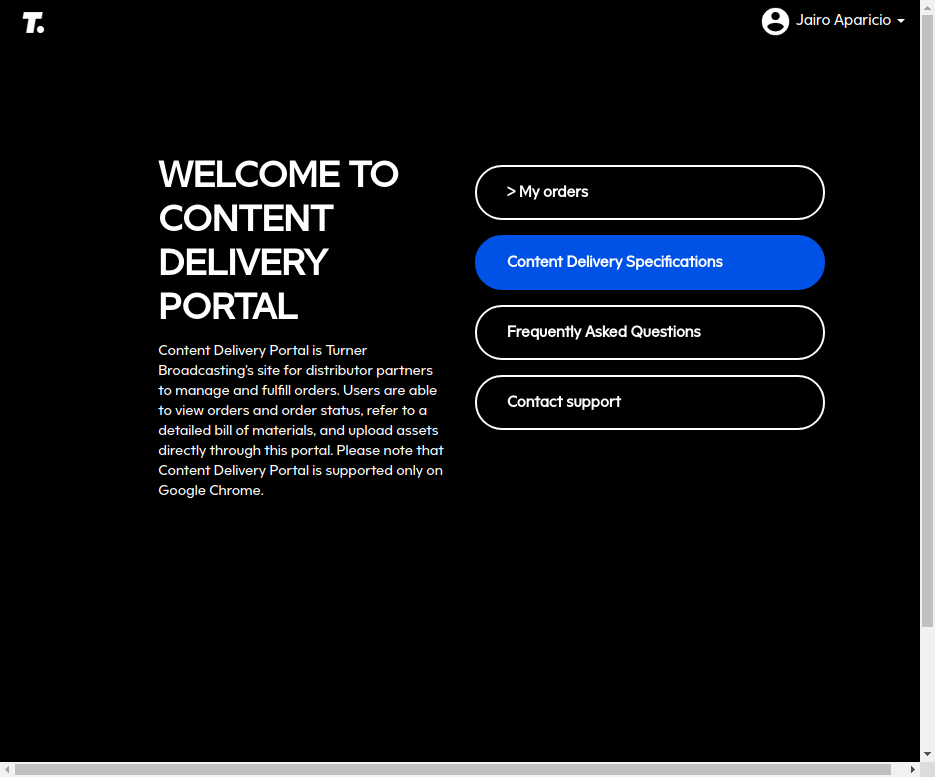 T.
Jairo Aparicio
WELCOME TO
CONTENT
DELIVERY
PORTAL
Content Delivery Portal is Turner
Broadcasting's site for distributor partners
to manage and fulfill orders. Users are able
to view orders and order status, refer to a
detailed bill of materials, and upload assets
directly through this portal. Please note that
Content Delivery Portal is supported only on
Google Chrome.
> My orders
Content Delivery Specifications
Frequently Asked Questions
Contact support